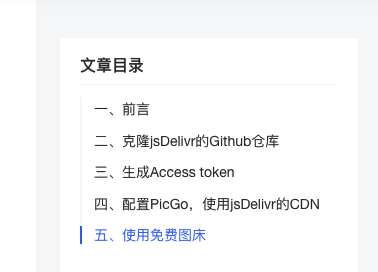 文章目录
一、前言
二、克隆jsDelivr的Github仓库
三、生成Access token
四、配置PicGo，使用jsDelivr的CDN
五、使用免费图床